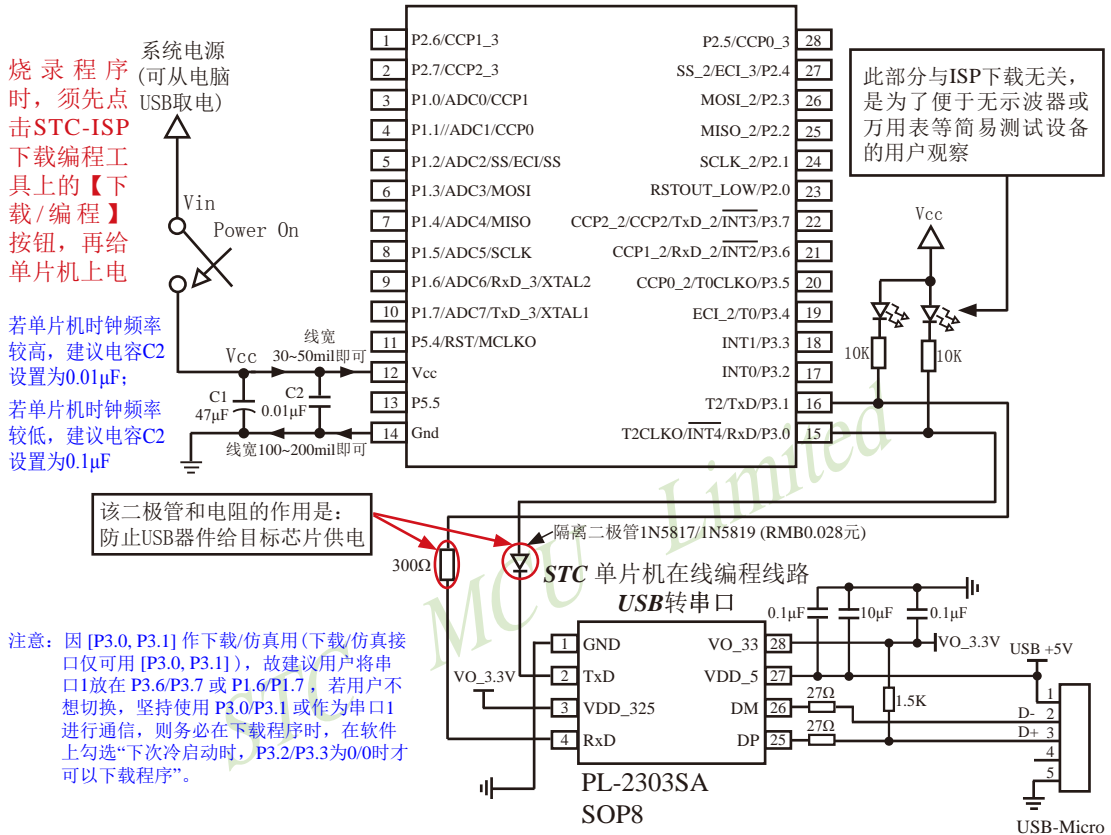 烧录程序
时，须先点
击STC-ISP
下载编程工
具上的【下
载/编程】
按钮，再给
单片机上电
系统电源
(可从电脑
USB取电)
Vin
Power On
若单片机时钟频率
较高，建议电容C2
设置为0.01μF；
若单片机时钟频率
较低，建议电容C2
设置为0.1μF
Vcc
线宽
30~50mil即可
C1
47μF
C2
0.01μF
线宽100~200mil即可
1 P2.6/CCP1_3
2 P2.7/CCP2_3
3 P1.0/ADC0/CCP1
4 P1.1//ADC1/CCP0
5 P1.2/ADC2/SS/ECI/SS
6 P1.3/ADC3/MOSI
7 P1.4/ADC4/MISO
8 P1.5/ADC5/SCLK
9 P1.6/ADC6/RxD_3/XTAL2
10 P1.7/ADC7/TxD_3/XTAL1
11 P5.4/RST/MCLKO
12 Vcc
13 P5.5
14 Gnd
P2.5/CCP0_3 28
SS_2/ECI_3/P2.4 27
MOSI_2/P2.3 26
MISO_2/P2.2 25
SCLK_2/P2.1 24
RSTOUT_LOW/P2.0 23
CCP2_2/CCP2/TxD_2/INT3/P3.7 22
CCP1_2/RxD_2/INT2/P3.6 21
CCP0_2/T0CLKO/P3.5 20
ECI_2/T0/P3.4 19
INT1/P3.3 18
INT0/P3.2 17
T2/TxD/P3.1 16
T2CLKO/INT4/RxD/P3.0 15
此部分与ISP下载无关，
是为了便于无示波器或
万用表等简易测试设备
的用户观察
Vcc
10K
10K
该二极管和电阻的作用是：
防止USB器件给目标芯片供电
300Ω
隔离二极管1N5817/1N5819 (RMB0.028元)
STC 单片机在线编程线路
USB转串口
注意：因 [P3.0, P3.1] 作下载/仿真用(下载/仿真接
口仅可用 [P3.0, P3.1] )，故建议用户将串
口1放在 P3.6/P3.7 或 P1.6/P1.7 ，若用户不
想切换，坚持使用 P3.0/P3.1 或作为串口1
进行通信，则务必在下载程序时，在软件
上勾选“下次冷启动时，P3.2/P3.3为0/0时才
可以下载程序”。
VO_3.3V
1 GND
2 TxD
3 VDD_325
4 RxD
VO_33 28
VDD_5 27
DM 26
DP 25
PL-2303SA
SOP8
0.1μF
10μF
0.1μF
VO_3.3V
USB +5V
27Ω
27Ω
1.5K
1
D- 2
D+ 3
4
5
USB-Micro
STC MCU Limited